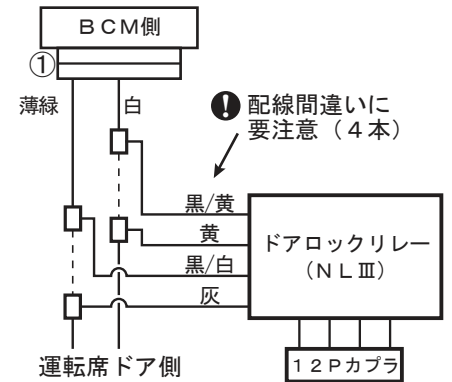 BCM側
①
薄緑 白
! 配線間違いに
要注意(4本)
黒/黄
黄
黒/白
灰
ドアロックリレー
(NLⅢ)
運転席ドア側
12Pカプラ